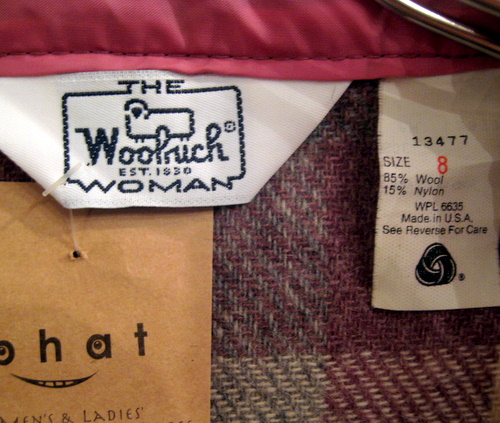 THE
Woolrich®
EST. 1830
WOMAN
13477
SIZE 8
85% Wool
15% Nylon
WPL 6635
Made in U.S.A.
See Reverse For Care
®
ohat
MEN'S & LADIES'